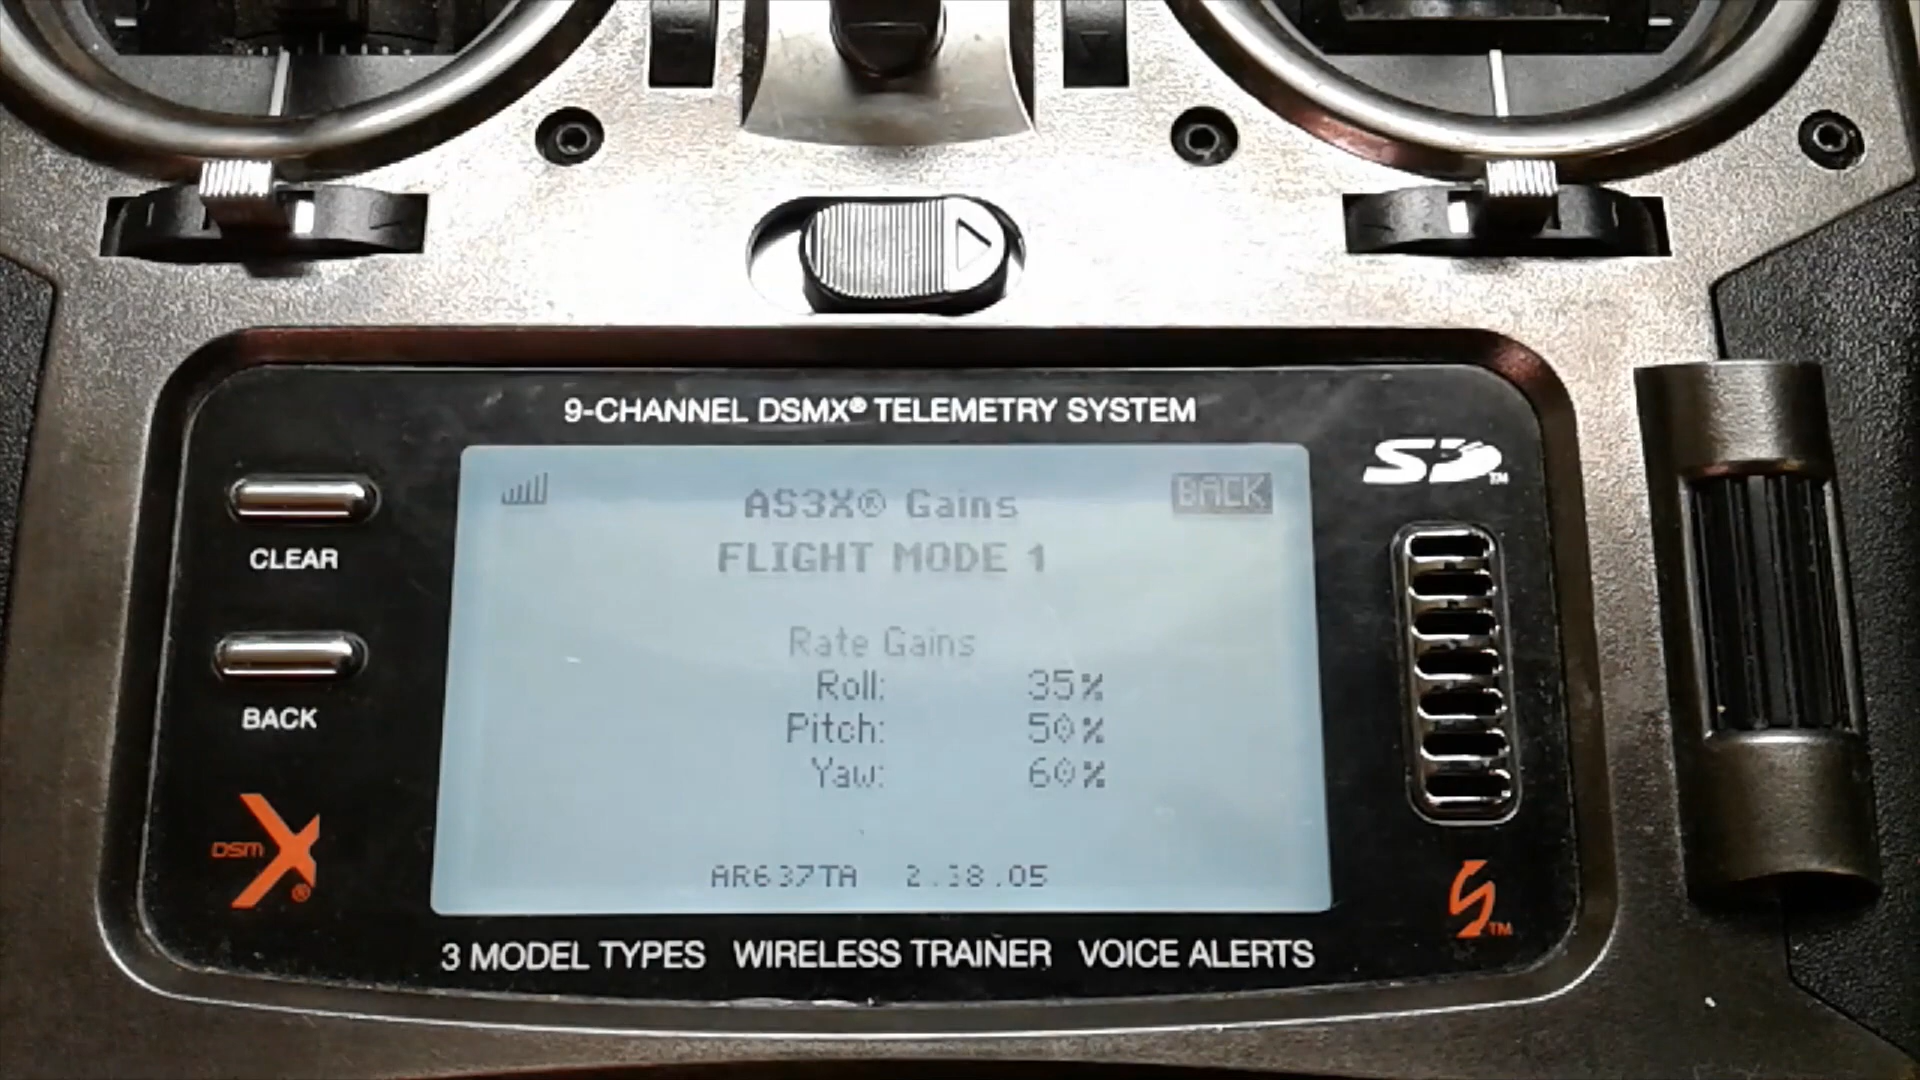 9-CHANNEL DSMX® TELEMETRY SYSTEM
SD™
AS3X® Gains
BACK
FLIGHT MODE 1
CLEAR
Rate Gains
Roll: 35%
Pitch: 50%
Yaw: 60%
BACK
DSM X®
AR637TA 2.38.05
3 MODEL TYPES WIRELESS TRAINER VOICE ALERTS